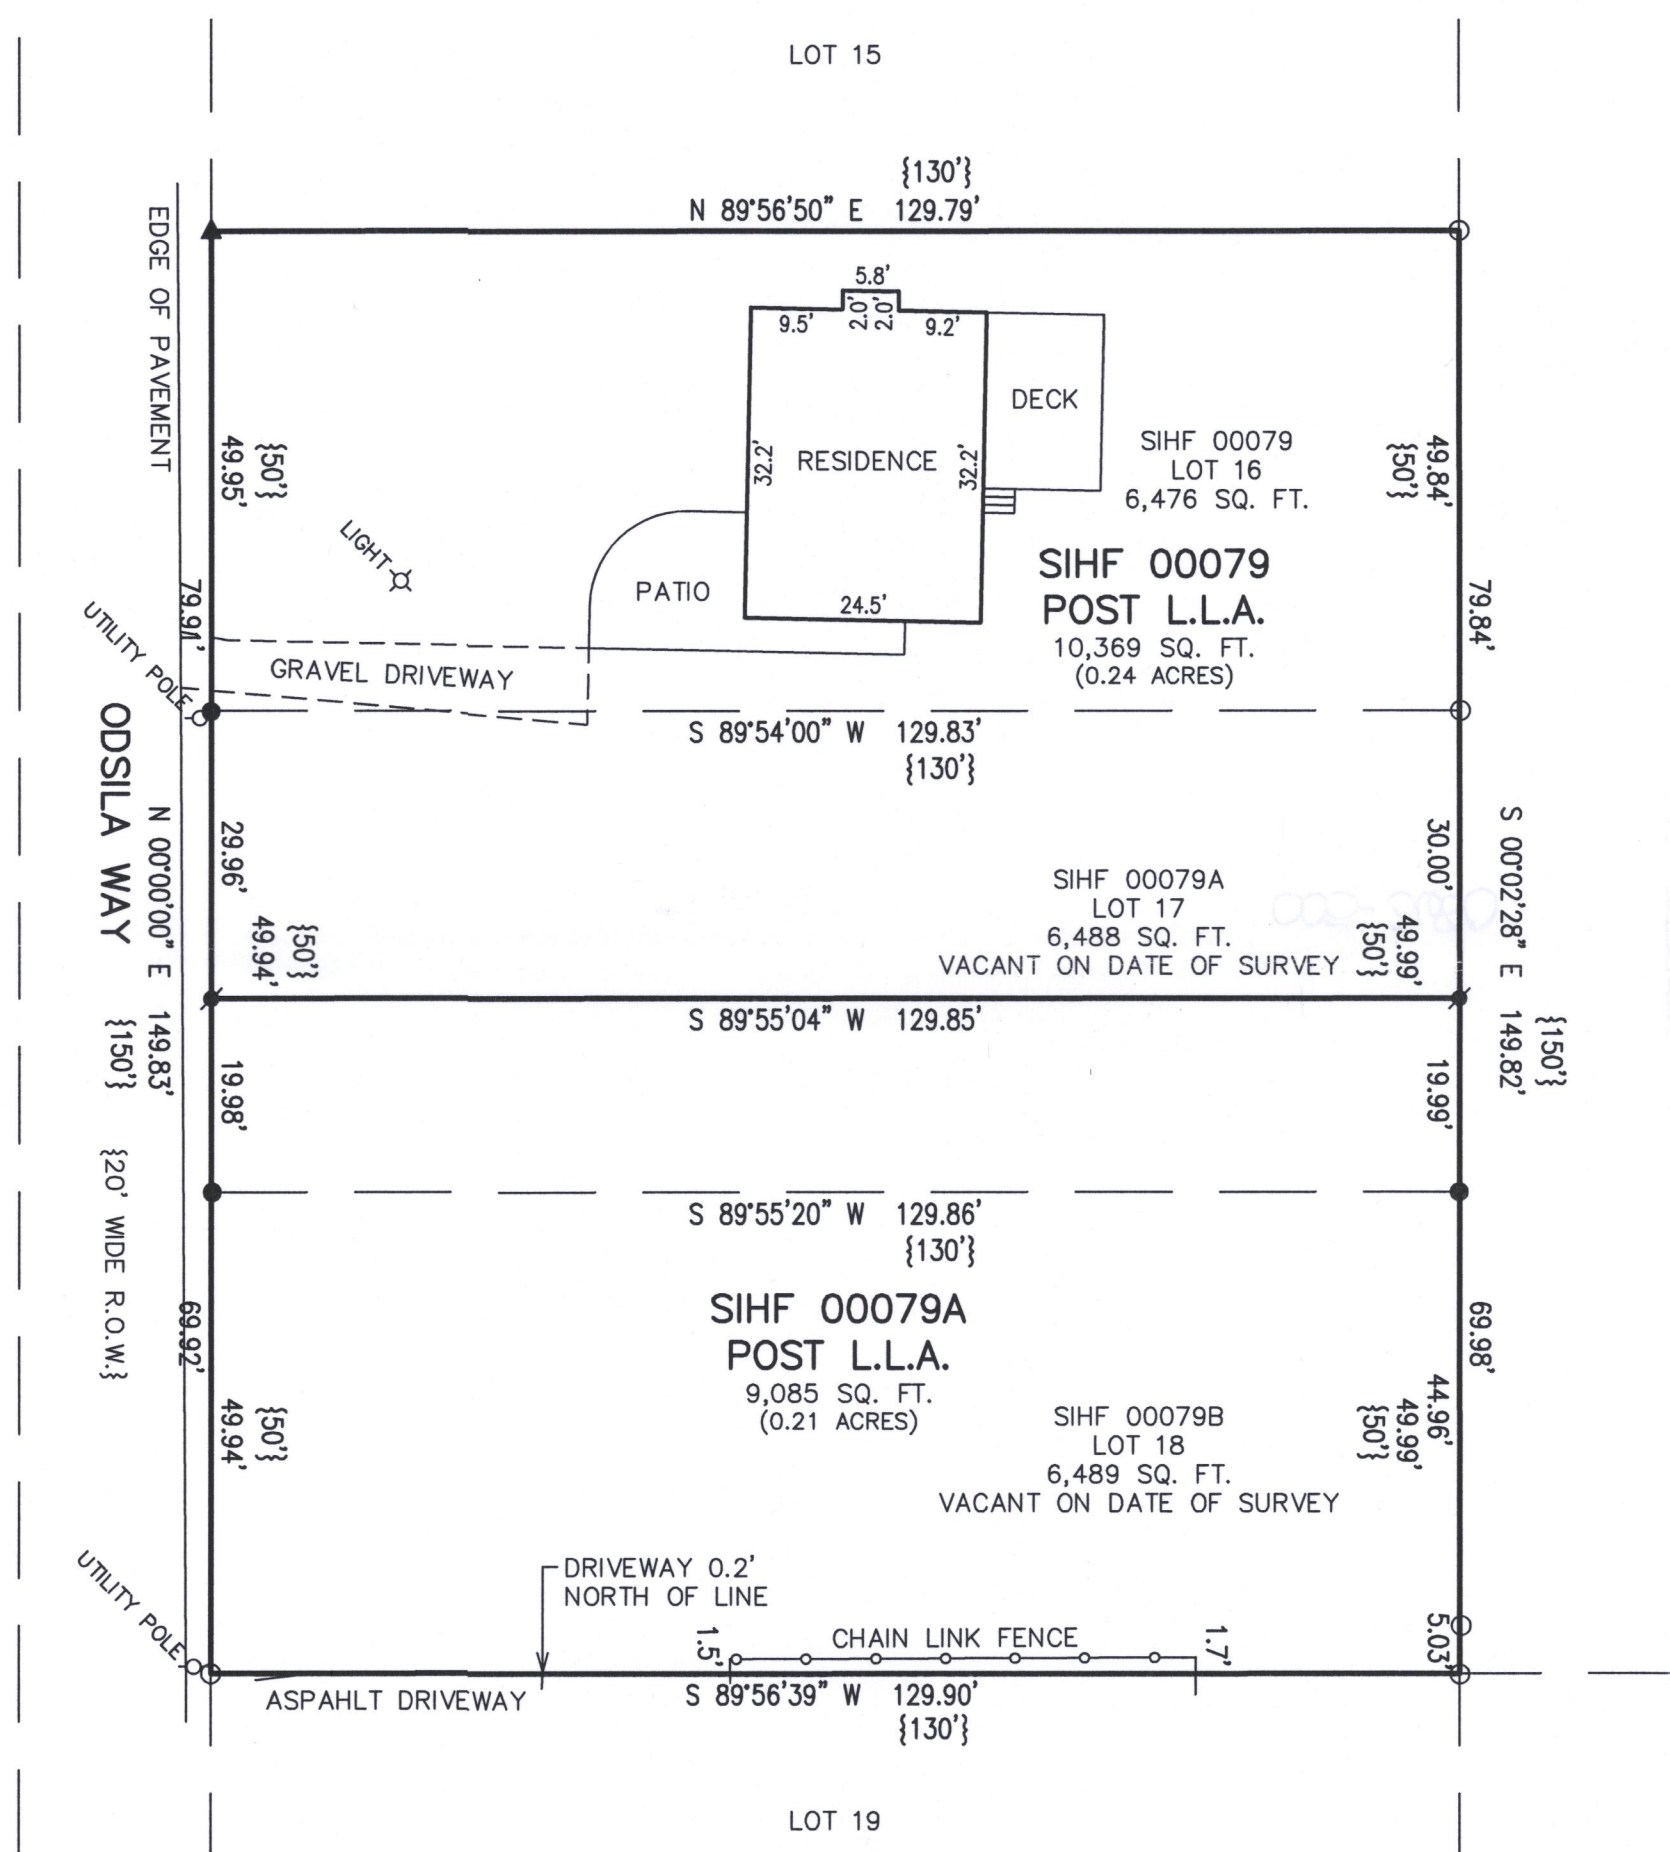 LOT 15
{130'}
N 89°56'50" E 129.79'
EDGE OF PAVEMENT
5.8'
9.5'
2.0'
2.0'
9.2'
DECK
32.2'
RESIDENCE
32.2'
SIHF 00079
LOT 16
6,476 SQ. FT.
{50'}
49.95'
49.84'
{50'}
LIGHT
SIHF 00079
POST L.L.A.
10,369 SQ. FT.
(0.24 ACRES)
PATIO
24.5'
79.91'
79.84'
UTILITY POLE
GRAVEL DRIVEWAY
S 89°54'00" W 129.83'
{130'}
ODSILA WAY
{20' WIDE R.O.W.}
N 00°00'00" E 149.83'
{150'}
29.96'
30.00'
S 00°02'28" E 149.82'
{150'}
SIHF 00079A
LOT 17
6,488 SQ. FT.
VACANT ON DATE OF SURVEY
{50'}
49.94'
49.99'
{50'}
S 89°55'04" W 129.85'
19.98'
19.99'
S 89°55'20" W 129.86'
{130'}
SIHF 00079A
POST L.L.A.
9,085 SQ. FT.
(0.21 ACRES)
69.92'
69.98'
{50'}
49.94'
44.96'
49.99'
{50'}
SIHF 00079B
LOT 18
6,489 SQ. FT.
VACANT ON DATE OF SURVEY
UTILITY POLE
DRIVEWAY 0.2'
NORTH OF LINE
1.5'
CHAIN LINK FENCE
1.7'
5.03'
ASPAHLT DRIVEWAY
S 89°56'39" W 129.90'
{130'}
LOT 19